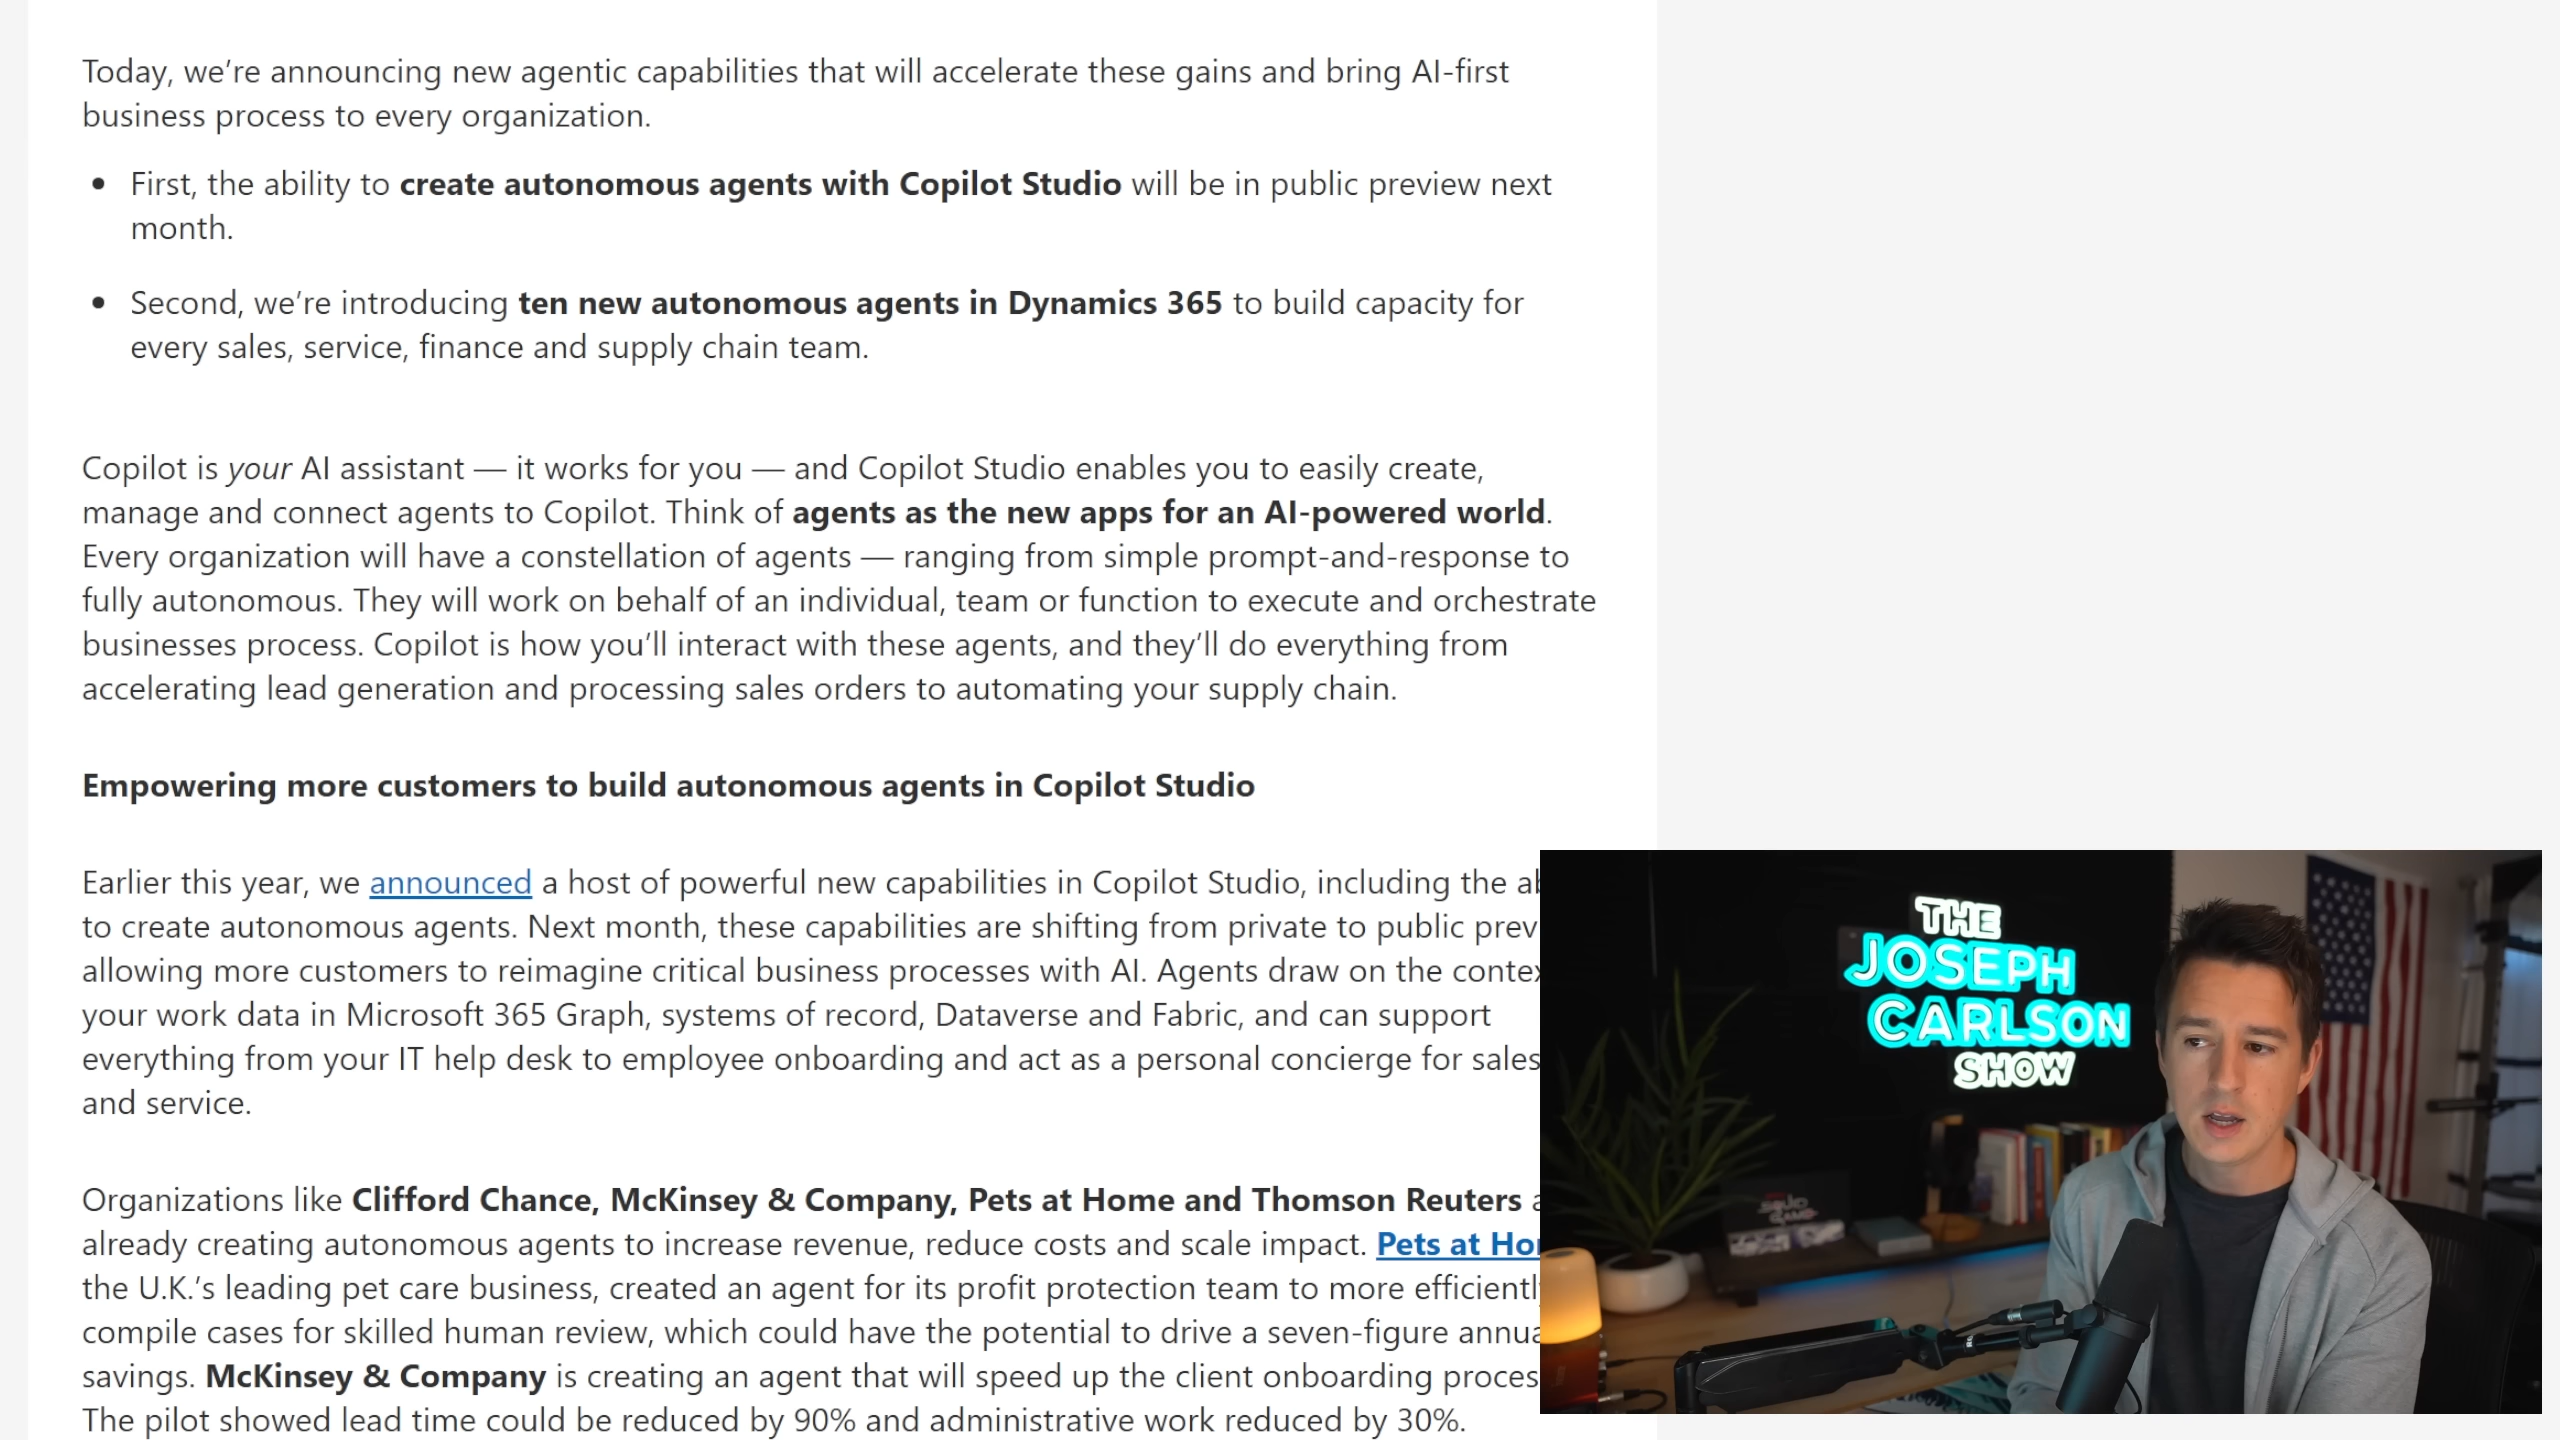 Today, we’re announcing new agentic capabilities that will accelerate these gains and bring AI-first
business process to every organization.
• First, the ability to create autonomous agents with Copilot Studio will be in public preview next
month.
• Second, we’re introducing ten new autonomous agents in Dynamics 365 to build capacity for
every sales, service, finance and supply chain team.
Copilot is your AI assistant — it works for you — and Copilot Studio enables you to easily create,
manage and connect agents to Copilot. Think of agents as the new apps for an AI-powered world.
Every organization will have a constellation of agents — ranging from simple prompt-and-response to
fully autonomous. They will work on behalf of an individual, team or function to execute and orchestrate
businesses process. Copilot is how you’ll interact with these agents, and they’ll do everything from
accelerating lead generation and processing sales orders to automating your supply chain.
Empowering more customers to build autonomous agents in Copilot Studio
Earlier this year, we announced a host of powerful new capabilities in Copilot Studio, including the
to create autonomous agents. Next month, these capabilities are shifting from private to public
allowing more customers to reimagine critical business processes with AI. Agents draw on the
your work data in Microsoft 365 Graph, systems of record, Dataverse and Fabric, and can support
everything from your IT help desk to employee onboarding and act as a personal concierge for sales
and service.
Organizations like Clifford Chance, McKinsey & Company, Pets at Home and Thomson Reuters
already creating autonomous agents to increase revenue, reduce costs and scale impact. Pets at
the U.K.’s leading pet care business, created an agent for its profit protection team to more
compile cases for skilled human review, which could have the potential to drive a seven-figure
savings. McKinsey & Company is creating an agent that will speed up the client onboarding
The pilot showed lead time could be reduced by 90% and administrative work reduced by 30%.
THE
JOSEPH
CARLSON
SHOW